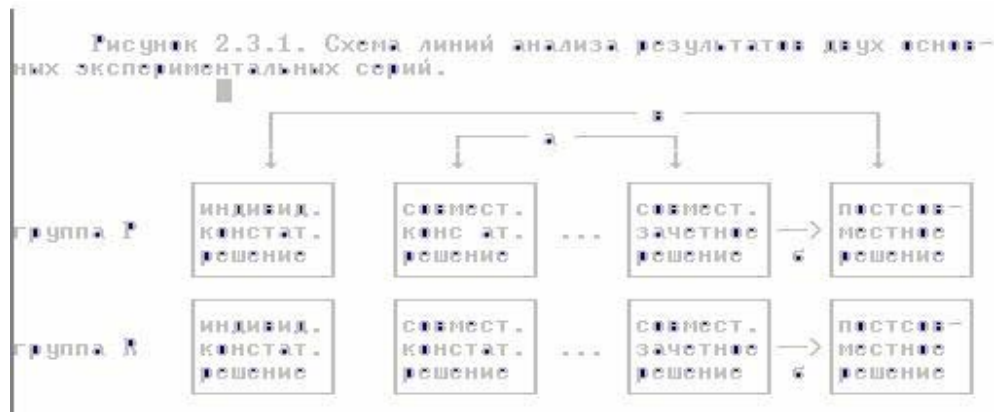 Рисунок 2.3.1. Схема линий анализа результатов двух основ-
ных экспериментальных серий.
в
а
группа P
индивид.
констат.
решение
совмест.
конс ат.
решение
...
совмест.
зачетное
решение
—>
б
постсов-
местное
решение
группа R
индивид.
констат.
решение
совмест.
констат.
решение
...
совмест.
зачетное
решение
—>
б
постсов-
местное
решение